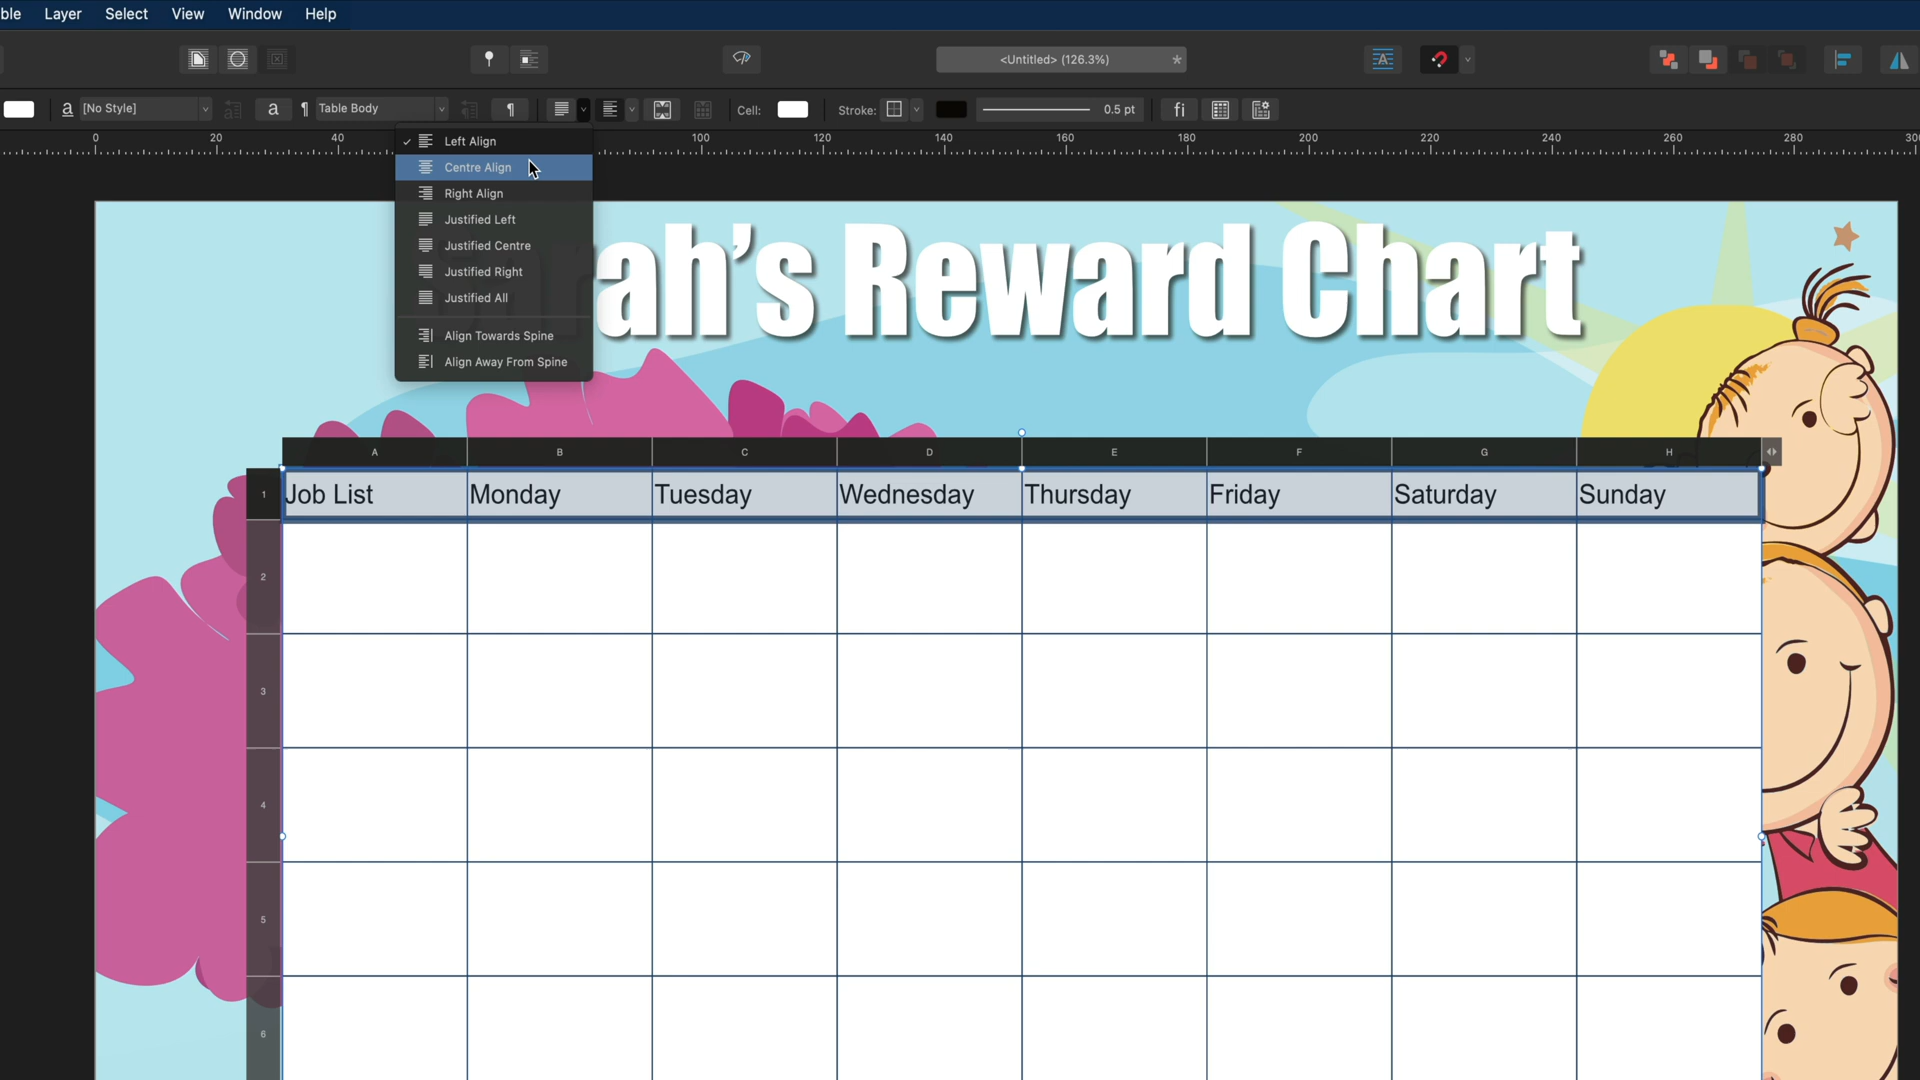 ble Layer Select View Window Help
<Untitled> (126.3%) *
a [No Style] a ¶ Table Body ¶ Cell: Stroke: 0.5 pt fi
0 20 40 100 120 140 160 180 200 220 240 260 280 300
✓ Left Align
Centre Align
Right Align
Justified Left
Justified Centre
Justified Right
Justified All
Align Towards Spine
Align Away From Spine
rah’s Reward Chart
A B C D E F G H
1 Job List Monday Tuesday Wednesday Thursday Friday Saturday Sunday
2
3
4
5
6